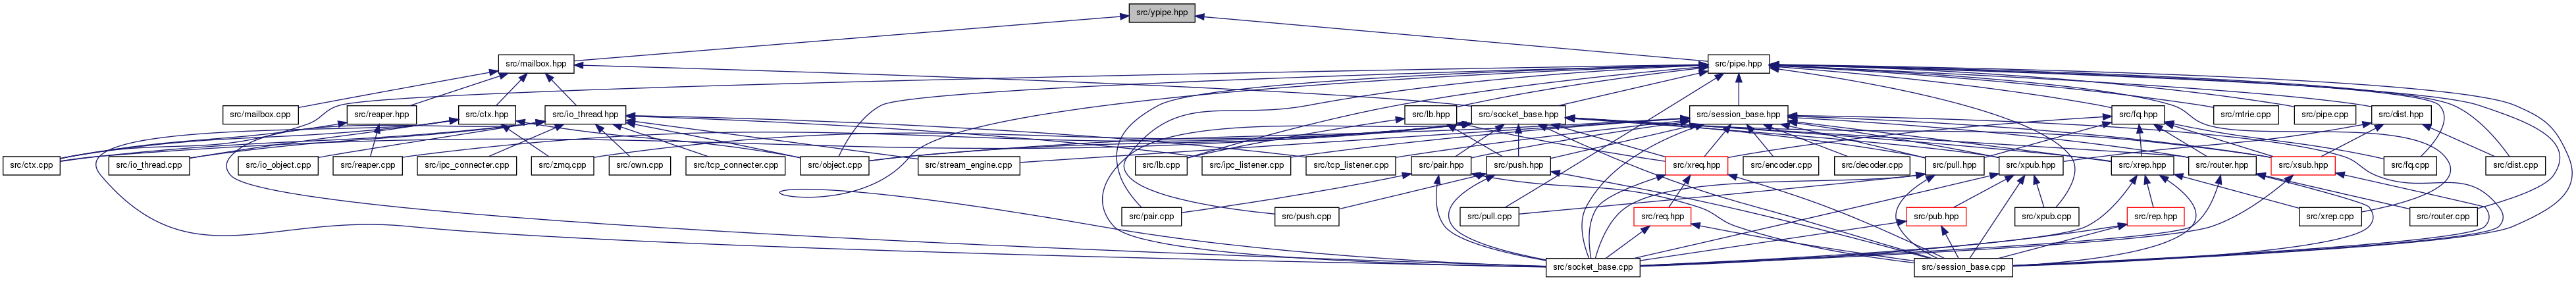 src/ypipe.hpp
src/mailbox.hpp
src/pipe.hpp
src/mailbox.cpp
src/reaper.hpp
src/ctx.hpp
src/io_thread.hpp
src/lb.hpp
src/socket_base.hpp
src/session_base.hpp
src/fq.hpp
src/mtrie.cpp
src/pipe.cpp
src/dist.hpp
src/ctx.cpp
src/io_thread.cpp
src/io_object.cpp
src/reaper.cpp
src/ipc_connecter.cpp
src/zmq.cpp
src/own.cpp
src/tcp_connecter.cpp
src/object.cpp
src/stream_engine.cpp
src/lb.cpp
src/ipc_listener.cpp
src/tcp_listener.cpp
src/pair.hpp
src/push.hpp
src/xreq.hpp
src/encoder.cpp
src/decoder.cpp
src/pull.hpp
src/xpub.hpp
src/xrep.hpp
src/router.hpp
src/xsub.hpp
src/fq.cpp
src/dist.cpp
src/pair.cpp
src/push.cpp
src/pull.cpp
src/req.hpp
src/pub.hpp
src/xpub.cpp
src/rep.hpp
src/xrep.cpp
src/router.cpp
src/socket_base.cpp
src/session_base.cpp